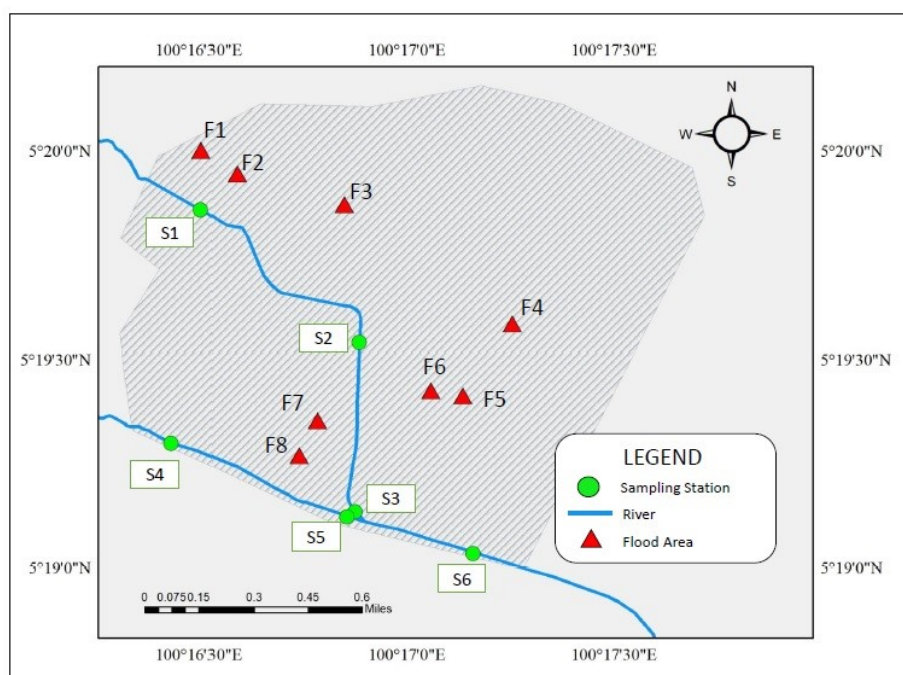 100°16'30"E 100°17'0"E 100°17'30"E
N
W E
S
5°20'0"N 5°20'0"N
F1
F2
F3
S1
F4
S2
5°19'30"N 5°19'30"N
F6
F5
F7
F8
S4
S3
S5
S6
LEGEND
Sampling Station
River
Flood Area
5°19'0"N 5°19'0"N
0 0.075 0.15 0.3 0.45 0.6
Miles
100°16'30"E 100°17'0"E 100°17'30"E